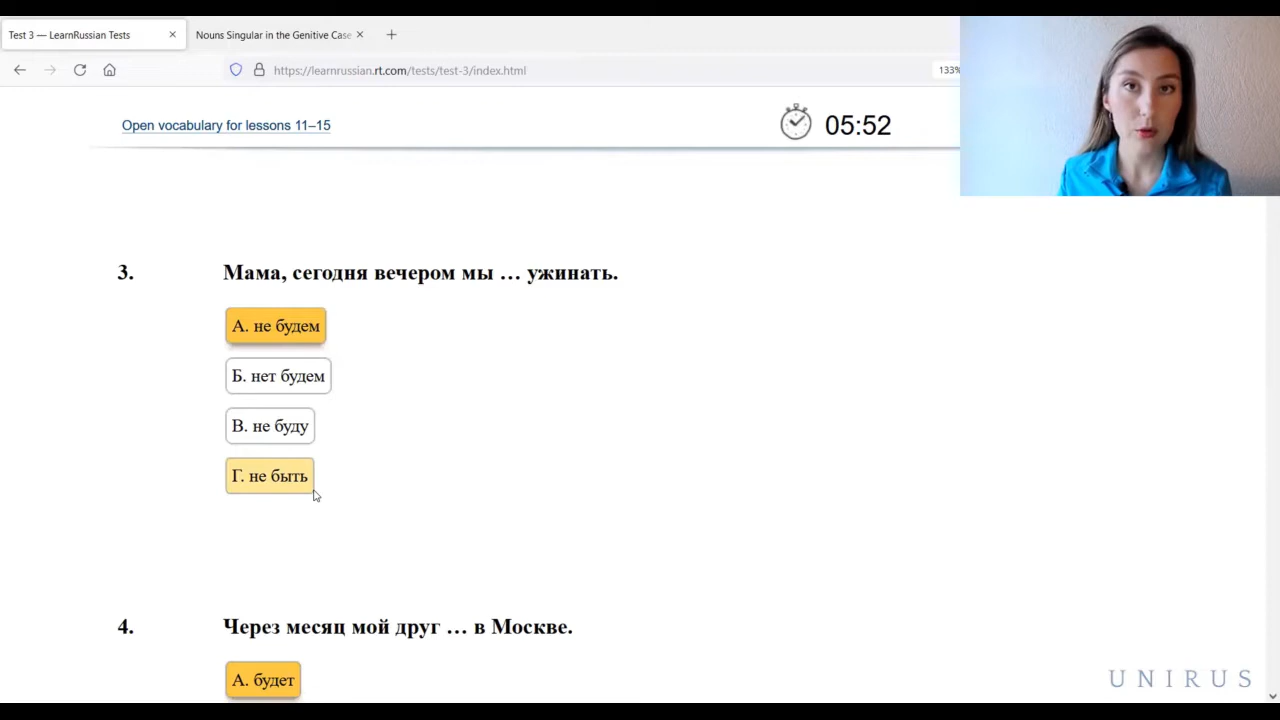 Test 3 — LearnRussian Tests
Nouns Singular in the Genitive Case
https://learnrussian.rt.com/tests/test-3/index.html
133%
Open vocabulary for lessons 11–15
05:52
3. Мама, сегодня вечером мы … ужинать.
А. не будем
Б. нет будем
В. не буду
Г. не быть
4. Через месяц мой друг … в Москве.
А. будет
UNIRUS